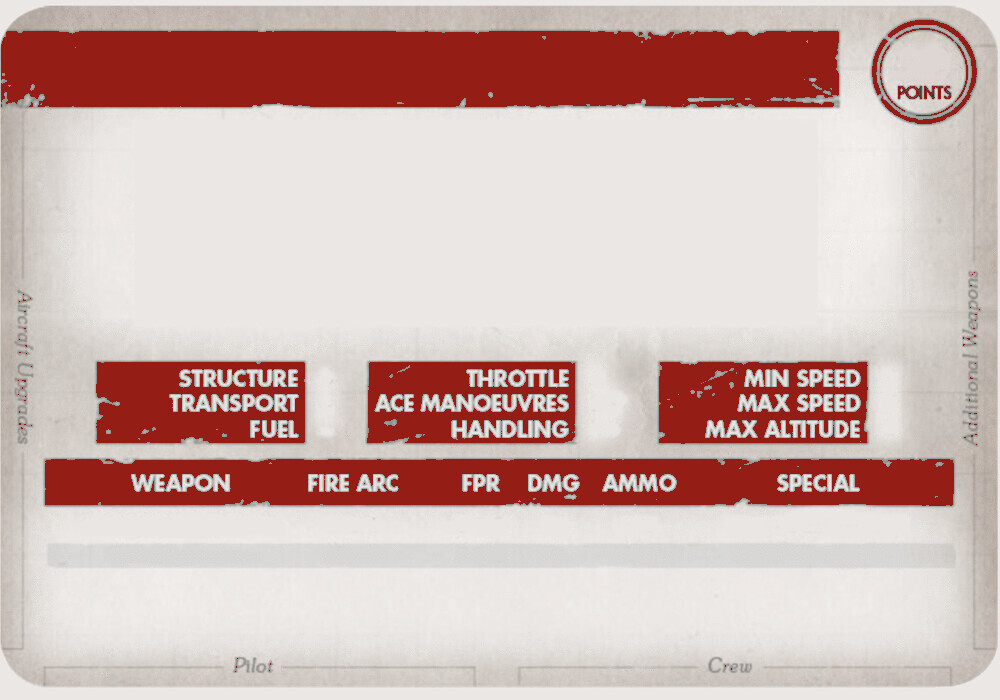 POINTS
Aircraft Upgrades
Additional Weapons
STRUCTURE
TRANSPORT
FUEL
THROTTLE
ACE MANOEUVRES
HANDLING
MIN SPEED
MAX SPEED
MAX ALTITUDE
WEAPON FIRE ARC FPR DMG AMMO SPECIAL
Pilot
Crew